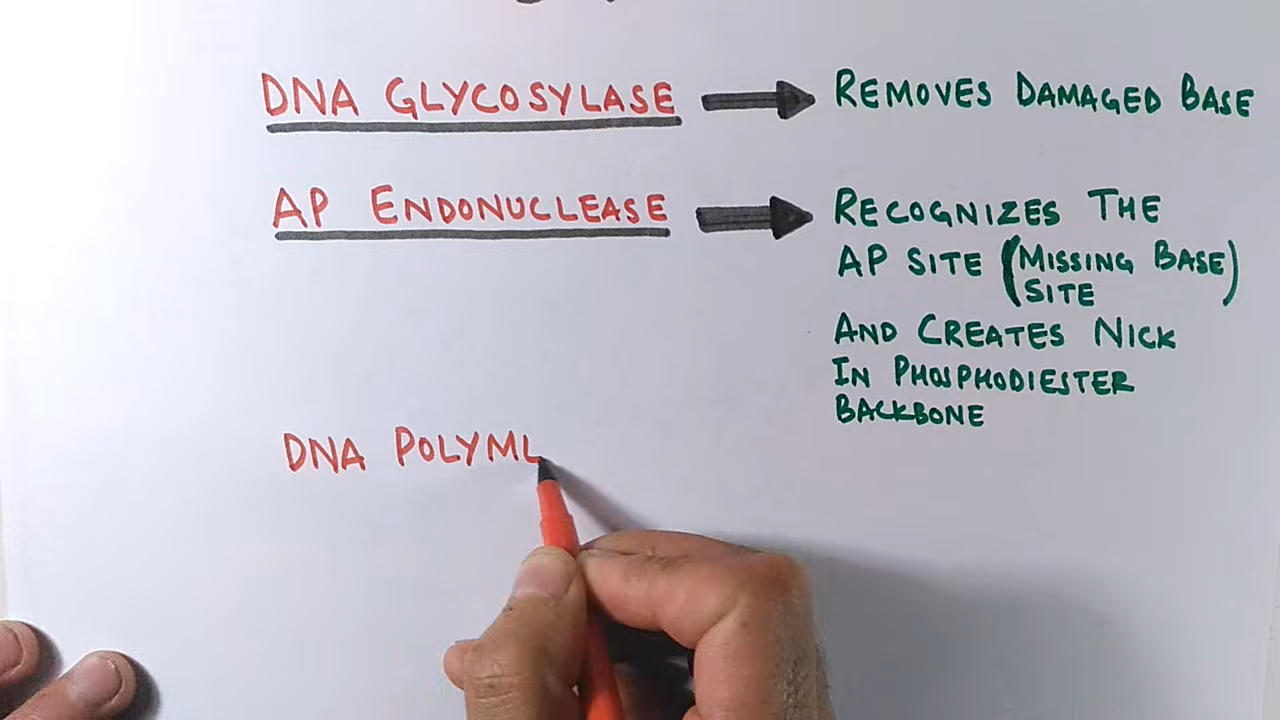 DNA GLYCOSYLASE REMOVES DAMAGED BASE
AP ENDONUCLEASE RECOGNIZES THE
AP SITE (MISSING BASE)
SITE
AND CREATES NICK
IN PHOSPHODIESTER
BACKBONE
DNA POLYML